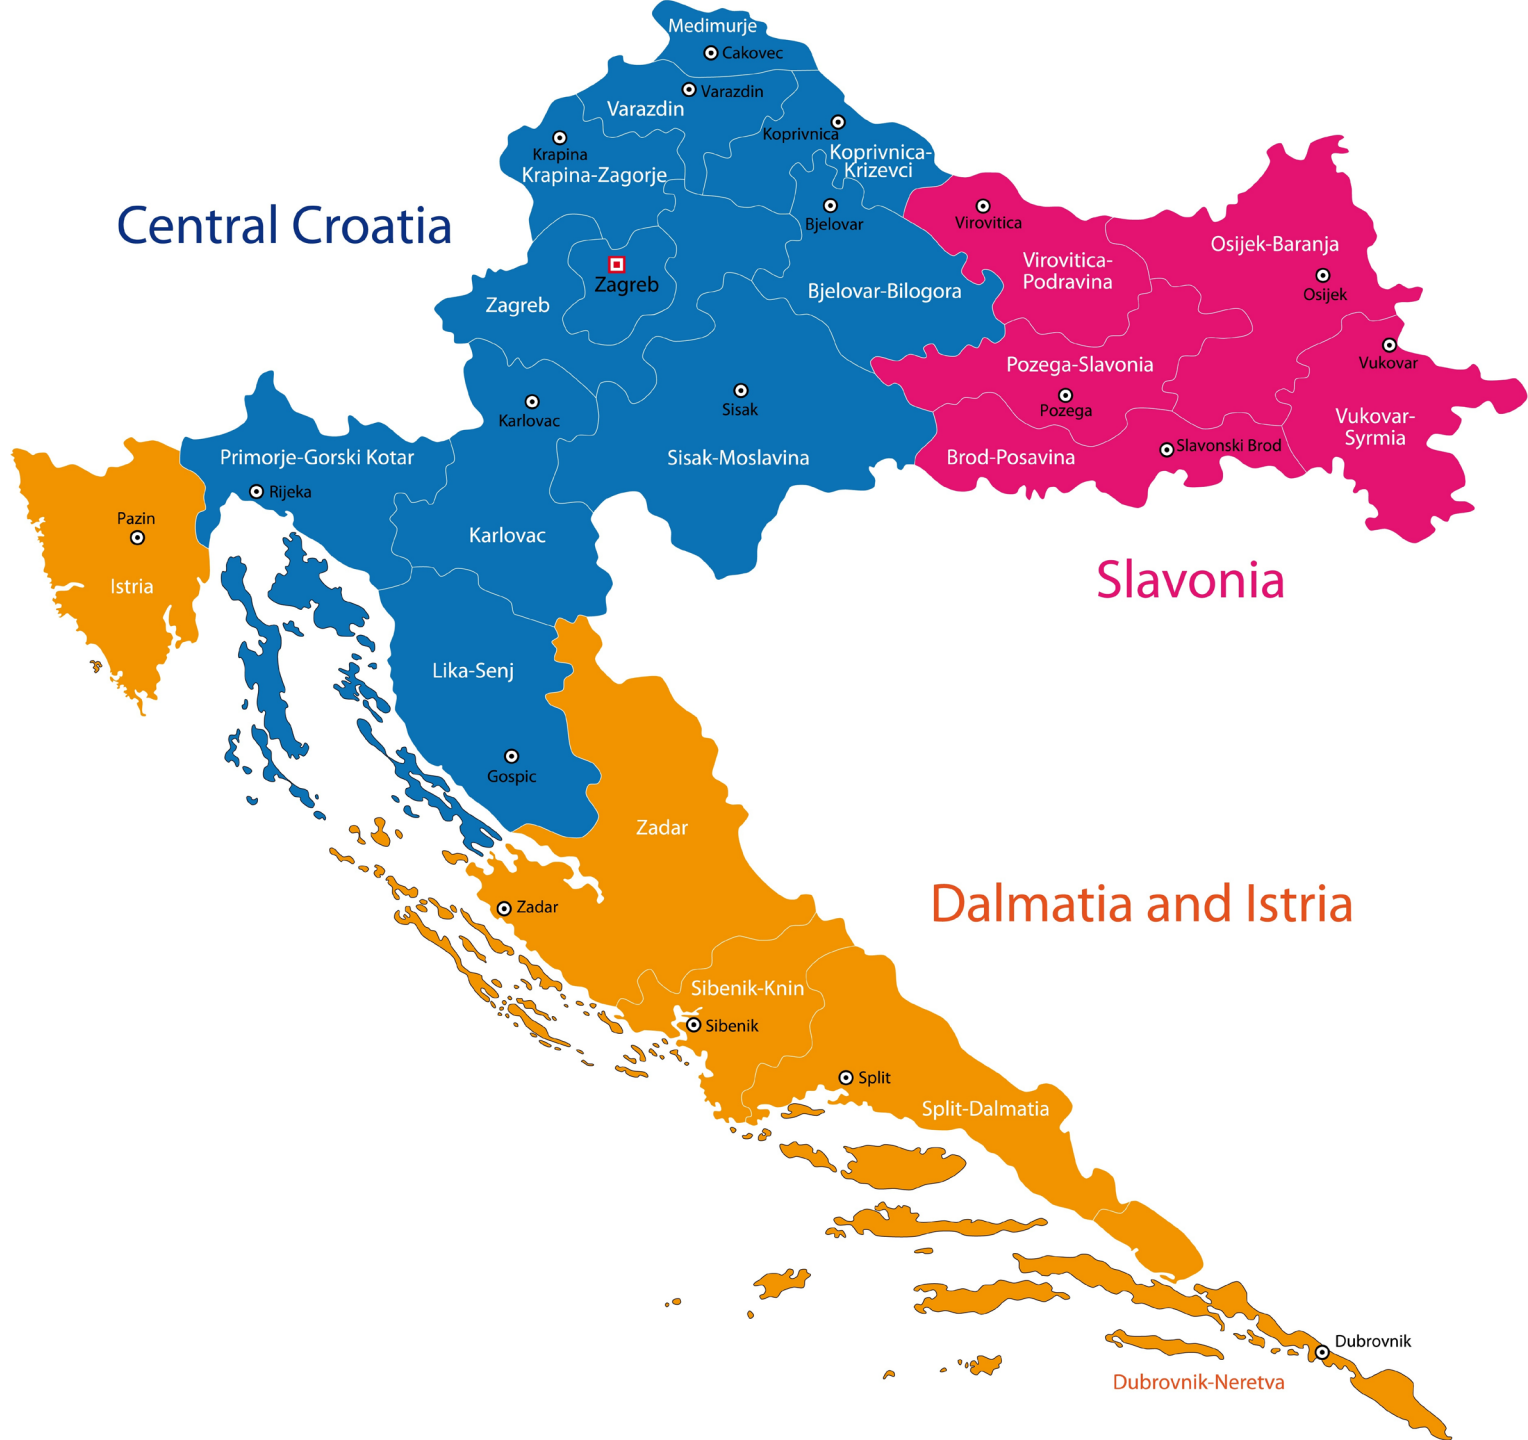 Medimurje
Cakovec
Varazdin
Varazdin
Koprivnica
Krapina
Koprivnica-
Krizevci
Krapina-Zagorje
Central Croatia
Bjelovar
Virovitica
Osijek-Baranja
Zagreb
Virovitica-
Podravina
Osijek
Zagreb
Bjelovar-Bilogora
Vukovar
Pozega-Slavonia
Karlovac
Sisak
Pozega
Vukovar-
Syrmia
Primorje-Gorski Kotar
Sisak-Moslavina
Brod-Posavina
Slavonski Brod
Rijeka
Pazin
Karlovac
Istria
Slavonia
Lika-Senj
Gospic
Zadar
Zadar
Dalmatia and Istria
Sibenik-Knin
Sibenik
Split
Split-Dalmatia
Dubrovnik
Dubrovnik-Neretva